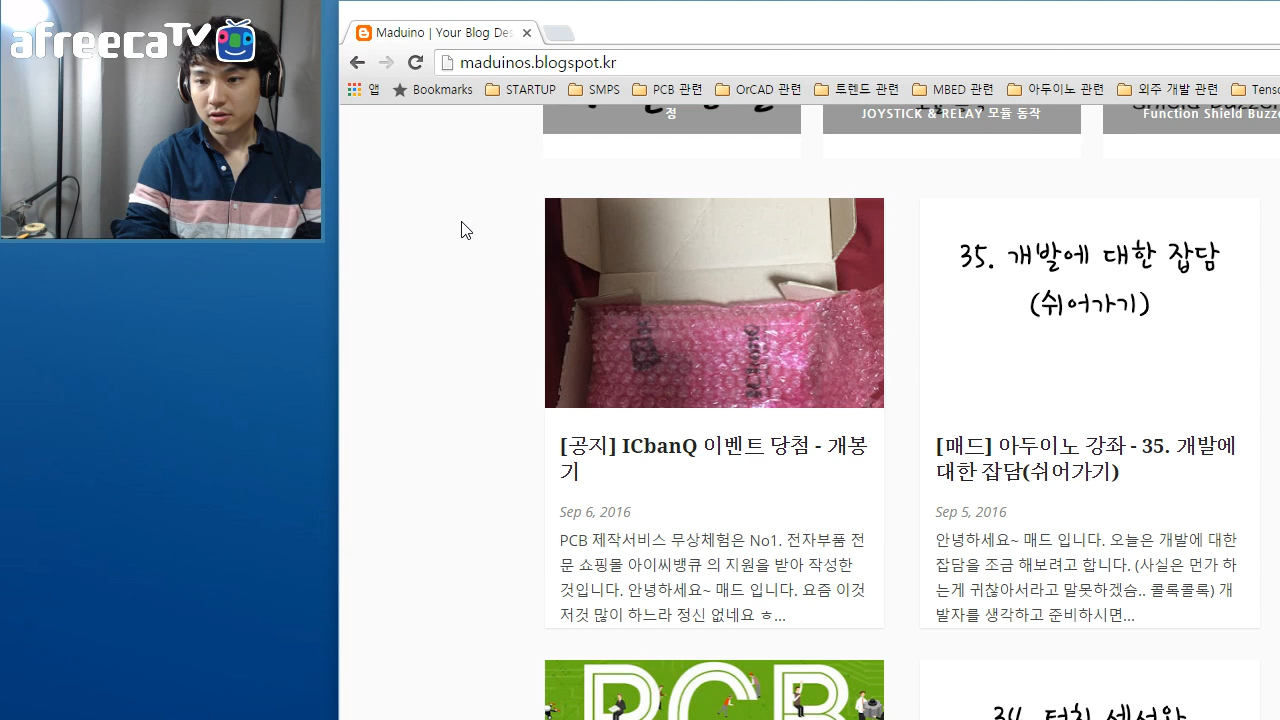 afreecaTV
Maduino | Your Blog Des
maduinos.blogspot.kr
앱 Bookmarks STARTUP SMPS PCB 관련 OrCAD 관련 트렌드 관련 MBED 관련 아두이노 관련 외주 개발 관련 Tenso
정
JOYSTICK & RELAY 모듈 동작
Function Shield Buzze
35. 개발에 대한 잡담
(쉬어가기)
[공지] ICbanQ 이벤트 당첨 - 개봉
기
Sep 6, 2016
PCB 제작서비스 무상체험은 No1. 전자부품 전
문 쇼핑몰 아이씨뱅큐 의 지원을 받아 작성한
것입니다. 안녕하세요~ 매드 입니다. 요즘 이것
저것 많이 하느라 정신 없네요 ㅎ...
[매드] 아두이노 강좌 - 35. 개발에
대한 잡담(쉬어가기)
Sep 5, 2016
안녕하세요~ 매드 입니다. 오늘은 개발에 대한
잡담을 조금 해보려고 합니다. (사실은 먼가 하
는게 귀찮아서라고 말못하겠슴.. 콜록콜록) 개
발자를 생각하고 준비하시면...
PCB
34. 터치 센서와